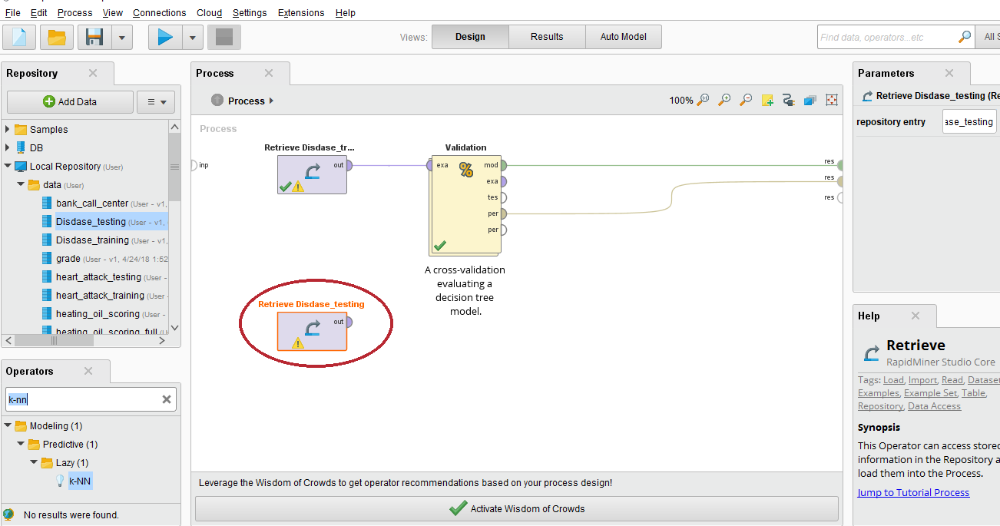 File Edit Process View Connections Cloud Settings Extensions Help
Views: Design Results Auto Model
Find data, operators...etc
All S
Repository
Add Data
Samples
DB
Local Repository (User)
data (User)
bank_call_center (User - v1,
Disdase_testing (User - v1,
Disdase_training (User - v1,
grade (User - v1, 4/24/18 1:52
heart_attack_testing (User -
heart_attack_training (User
heating_oil_scoring (User -
heating_oil_scoring_full (U
Operators
k-nn
Modeling (1)
Predictive (1)
Lazy (1)
k-NN
No results were found.
Process
Process
100%
Process
inp
Retrieve Disdase_tr...
out
Validation
exa
%
mod
exa
tes
per
per
A cross-validation
evaluating a
decision tree
model.
res
res
res
Retrieve Disdase_testing
out
Leverage the Wisdom of Crowds to get operator recommendations based on your process design!
Activate Wisdom of Crowds
Parameters
Retrieve Disdase_testing (Re
repository entry
ase_testing
Help
Retrieve
RapidMiner Studio Core
Tags: Load, Import, Read, Dataset
Examples, Example Set, Table,
Repository, Data Access
Synopsis
This Operator can access stored
information in the Repository a
load them into the Process.
Jump to Tutorial Process